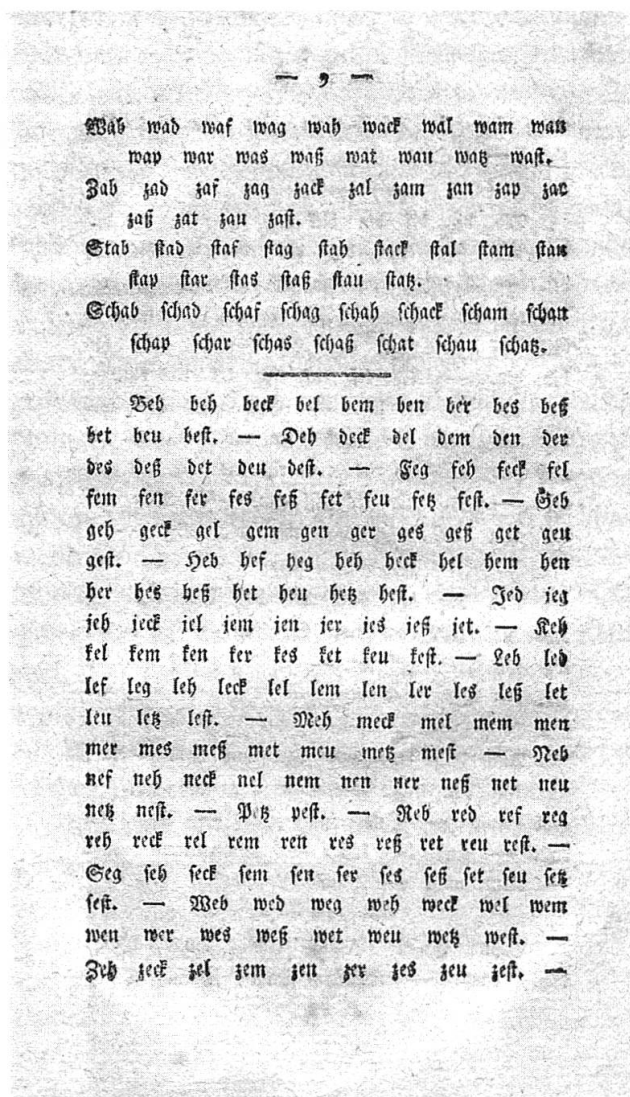 — 9 —
Wab wad waf wag wah wack wal wam wan
wap war was waß wat wau watz wast.
Zab zad zaf zag zack zal zam zan zap zar
zaß zat zau zast.
Stab stad staf stag stah stack stal stam stan
stap star stas staß stau statz.
Schab schad schaf schag schah schack scham schan
schap schar schas schaß schat schau schatz.
Beb beh beck bel bem ben ber bes beß
bet beu best. — Deh deck del dem den der
des deß det deu dest. — Feg feh feck fel
fem fen fer fes feß fet feu fetz fest. — Geb
geh geck gel gem gen ger ges geß get geu
gest. — Heb hef heg heh heck hel hem hen
her hes heß het heu hetz hest. — Jed jeg
jeh jeck jel jem jen jer jes jeß jet. — Keh
kel kem ken ker kes ket keu kest. — Leb led
lef leg leh leck lel lem len ler les leß let
leu letz lest. — Meh meck mel mem men
mer mes meß met meu metz mest — Neb
nef neh neck nel nem nen ner neß net neu
netz nest. — Petz pest. — Reb red ref reg
reh reck rel rem ren res reß ret reu rest. —
Seg seh seck sem sen ser ses seß set seu setz
sest. — Web wed weg weh weck wel wem
wen wer wes weß wet weu wetz west. —
Zeh zeck zel zem zen zer zes zeu zest. —